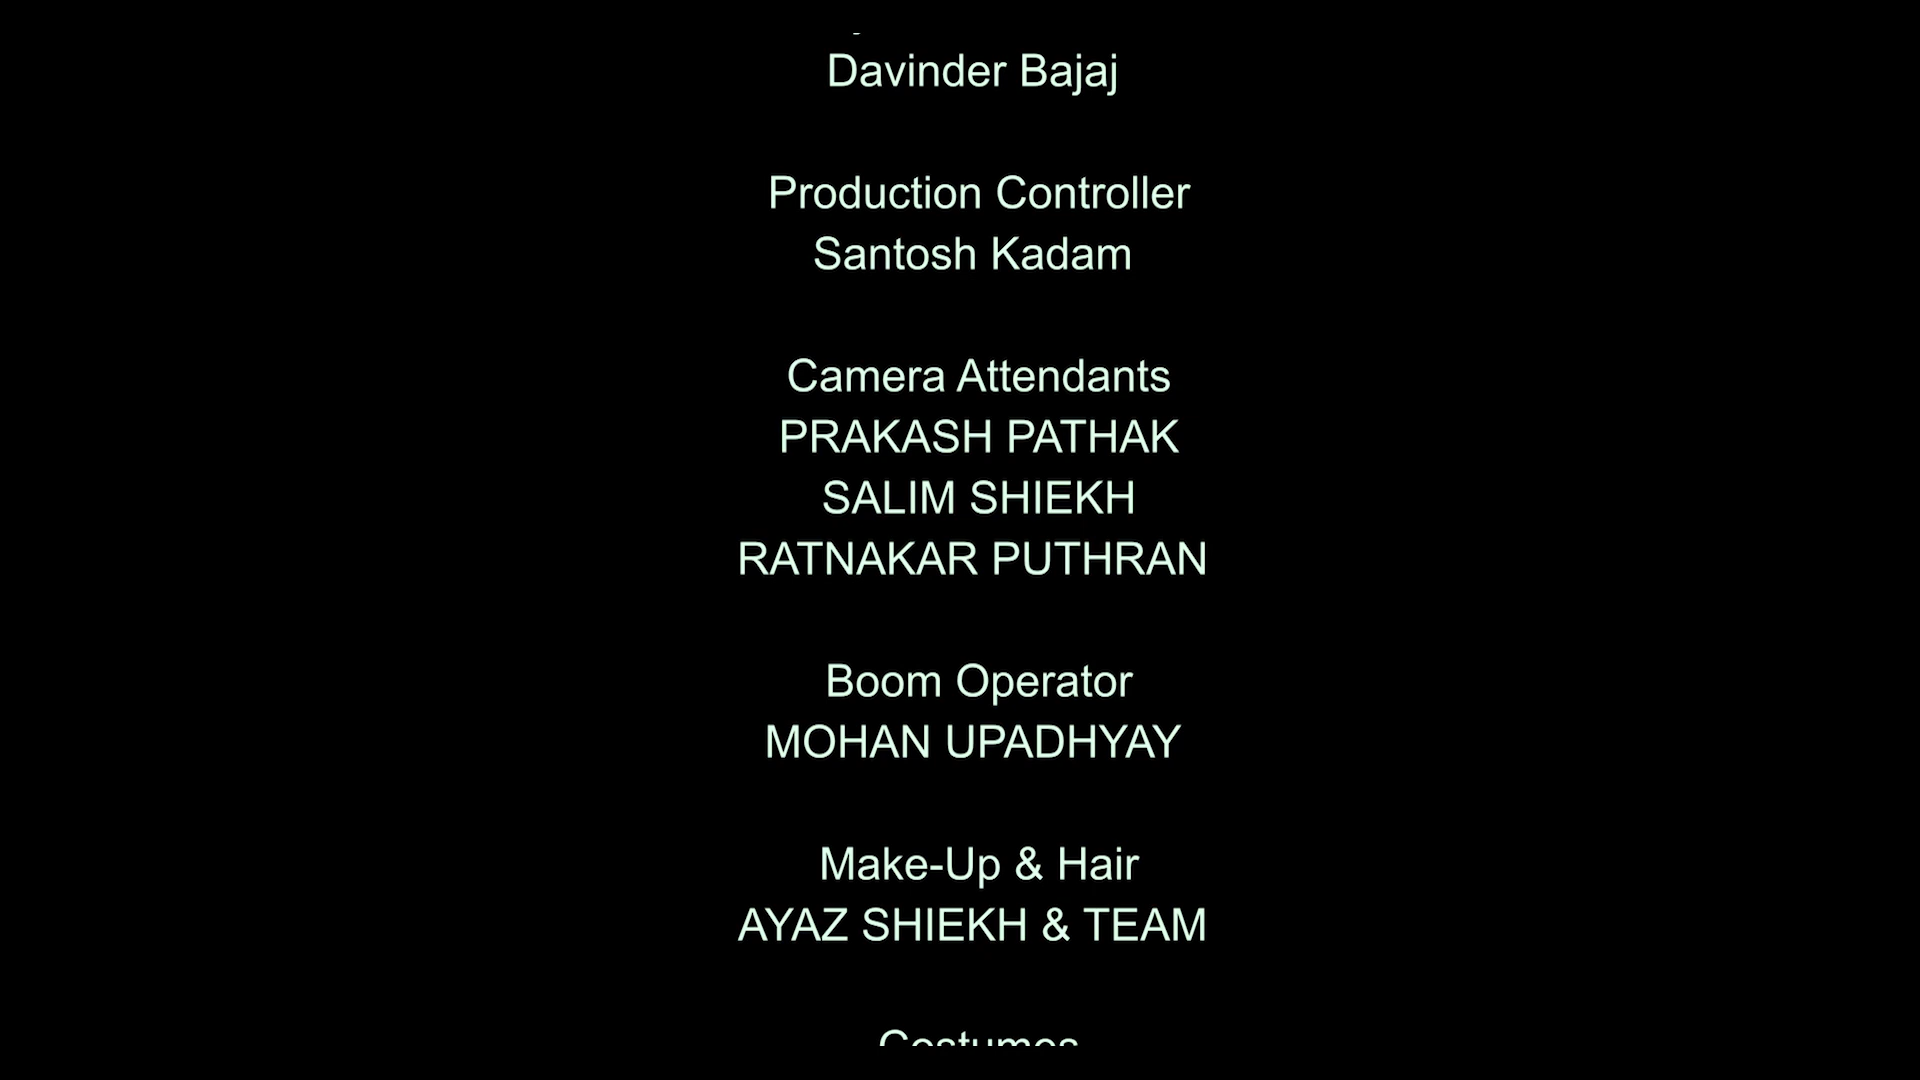 Davinder Bajaj
Production Controller
Santosh Kadam
Camera Attendants
PRAKASH PATHAK
SALIM SHIEKH
RATNAKAR PUTHRAN
Boom Operator
MOHAN UPADHYAY
Make-Up & Hair
AYAZ SHIEKH & TEAM
Costumes